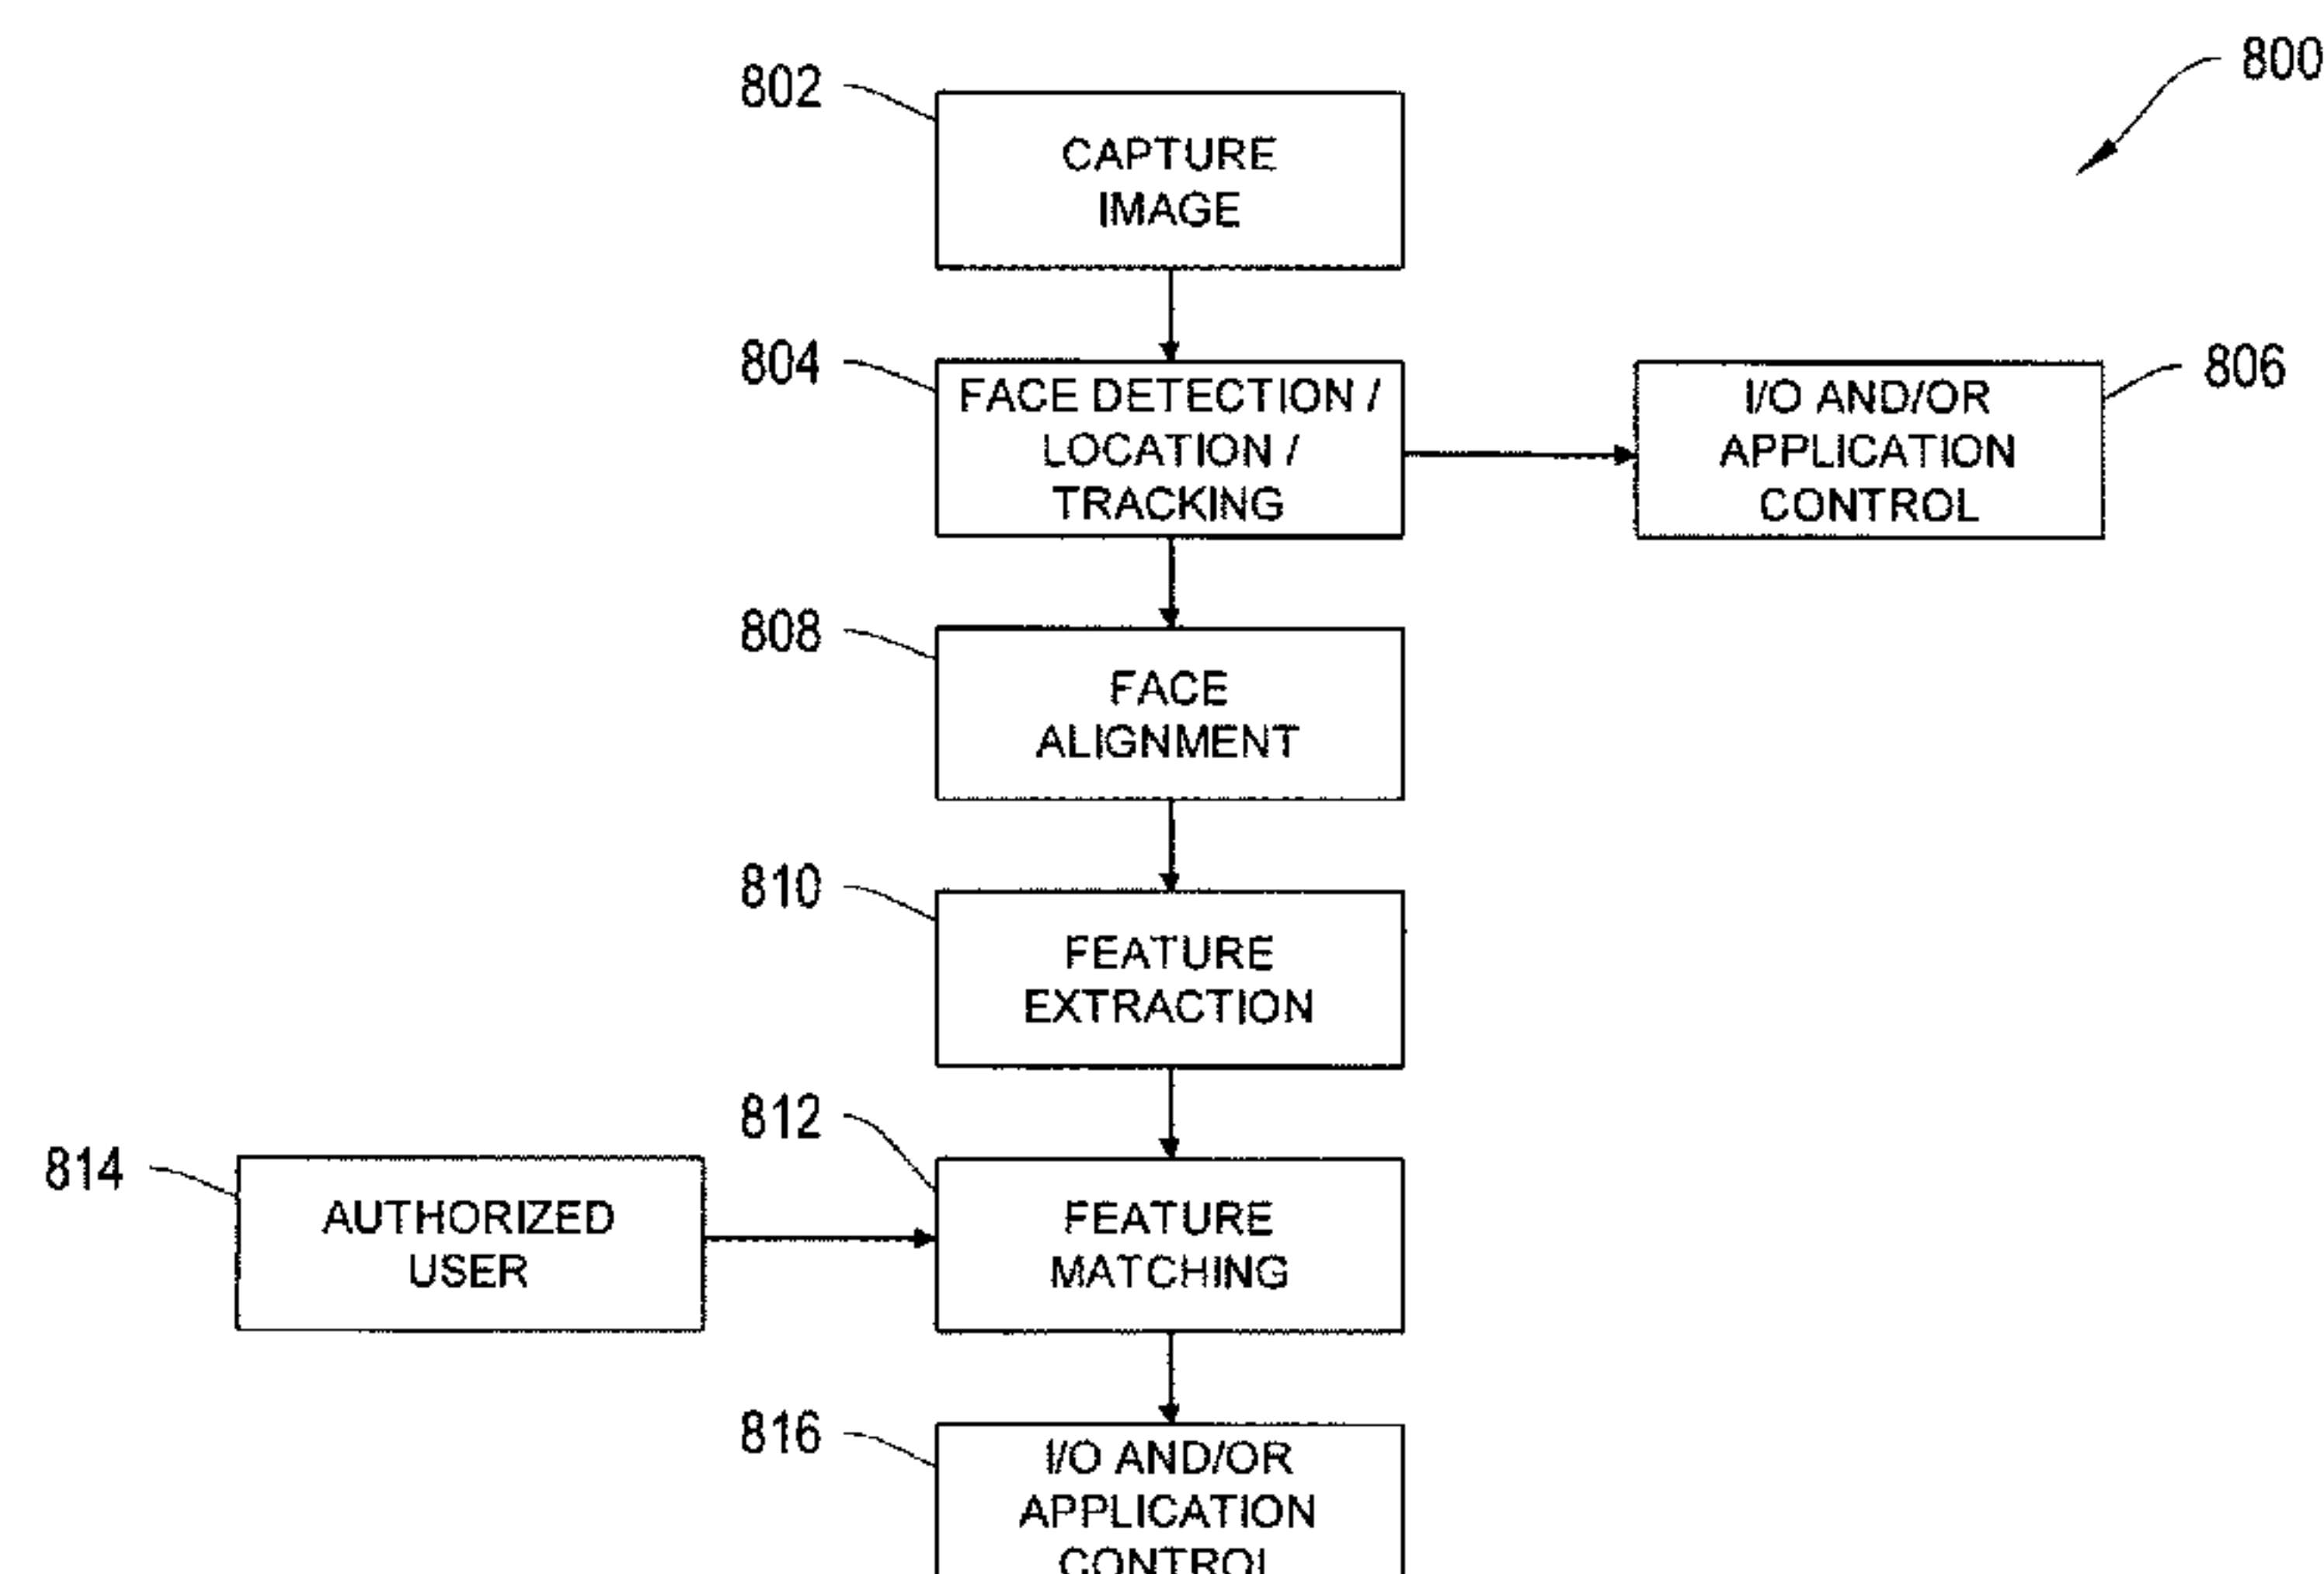 800
802
CAPTURE
IMAGE
804
FACE DETECTION /
LOCATION /
TRACKING
806
I/O AND/OR
APPLICATION
CONTROL
808
FACE
ALIGNMENT
810
FEATURE
EXTRACTION
812
FEATURE
MATCHING
814
AUTHORIZED
USER
816
I/O AND/OR
APPLICATION
CONTROL